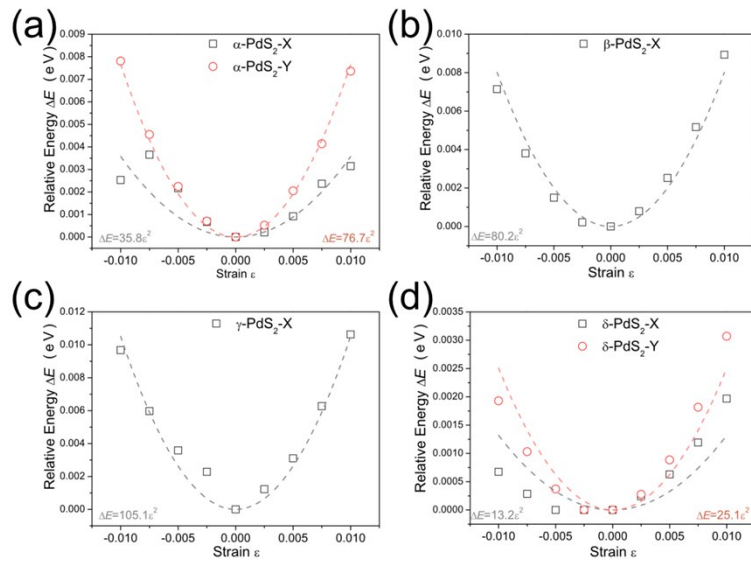 (a)
α-PdS₂-X
α-PdS₂-Y
Relative Energy ΔE ( eV )
0.009
0.008
0.007
0.006
0.005
0.004
0.003
0.002
0.001
0.000
ΔE=35.8ε²
ΔE=76.7ε²
-0.010 -0.005 0.000 0.005 0.010
Strain ε
(b)
β-PdS₂-X
Relative Energy ΔE ( eV )
0.010
0.008
0.006
0.004
0.002
0.000
ΔE=80.2ε²
-0.010 -0.005 0.000 0.005 0.010
Strain ε
(c)
γ-PdS₂-X
Relative Energy ΔE ( eV )
0.012
0.010
0.008
0.006
0.004
0.002
0.000
ΔE=105.1ε²
-0.010 -0.005 0.000 0.005 0.010
Strain ε
(d)
δ-PdS₂-X
δ-PdS₂-Y
Relative Energy ΔE ( eV )
0.0035
0.0030
0.0025
0.0020
0.0015
0.0010
0.0005
0.0000
ΔE=13.2ε²
ΔE=25.1ε²
-0.010 -0.005 0.000 0.005 0.010
Strain ε